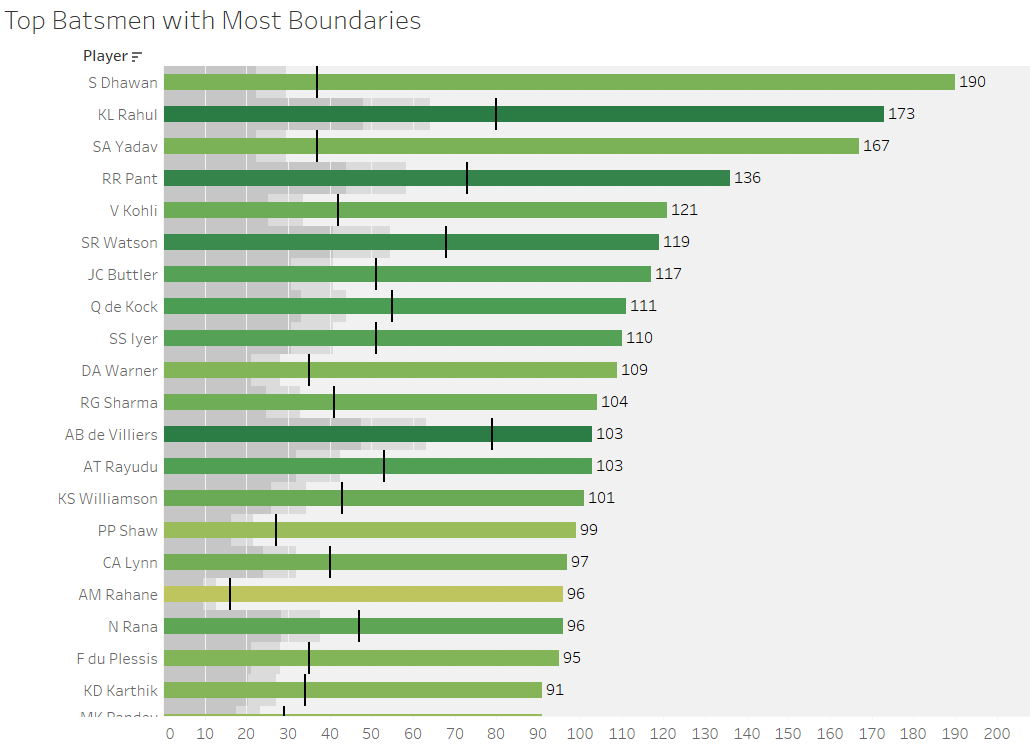 Top Batsmen with Most Boundaries
Player
S Dhawan 190
KL Rahul 173
SA Yadav 167
RR Pant 136
V Kohli 121
SR Watson 119
JC Buttler 117
Q de Kock 111
SS Iyer 110
DA Warner 109
RG Sharma 104
AB de Villiers 103
AT Rayudu 103
KS Williamson 101
PP Shaw 99
CA Lynn 97
AM Rahane 96
N Rana 96
F du Plessis 95
KD Karthik 91
MK Pandey
0 10 20 30 40 50 60 70 80 90 100 110 120 130 140 150 160 170 180 190 200